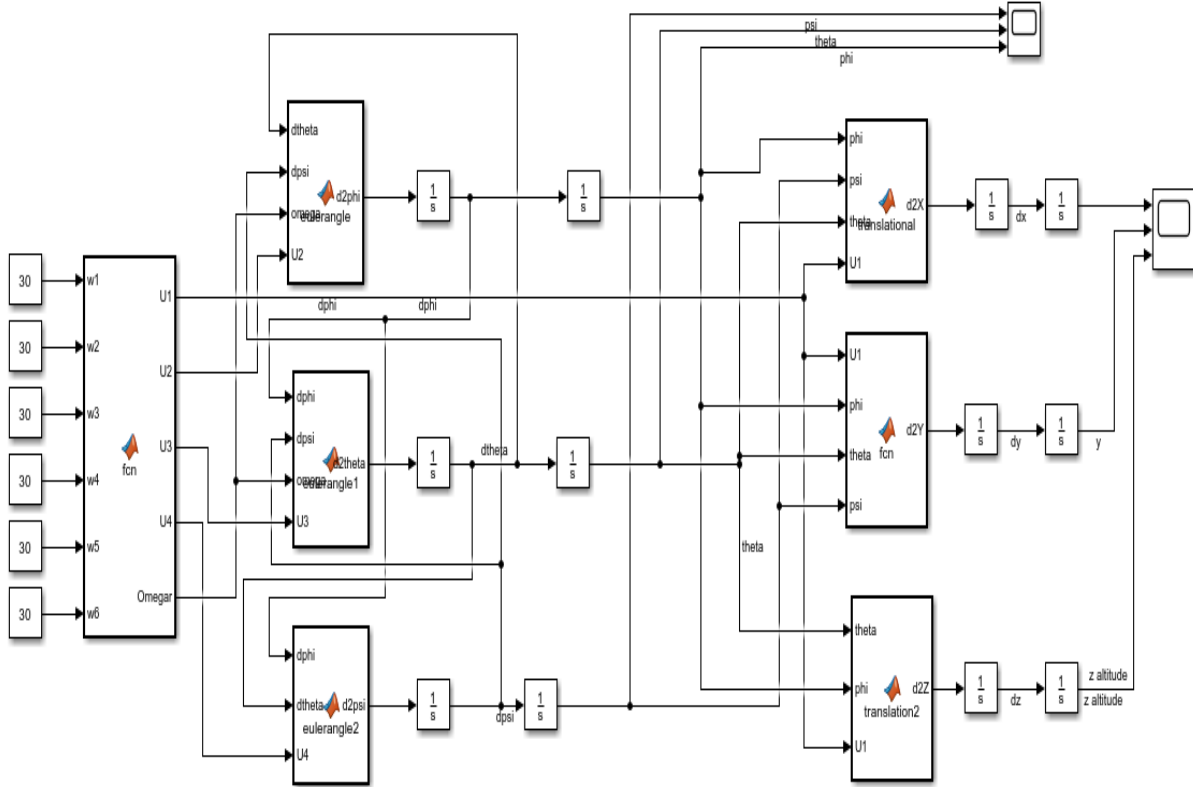 psi
theta
phi
dtheta
dpsi
omega
U2
d2phi
eulerangle
30
30
30
30
30
30
w1
w2
w3
w4
w5
w6
fcn
U1
U2
U3
U4
Omegar
1
s
1
s
dphi
dphi
dphi
dpsi
omega
U3
d2theta
eulerangle1
1
s
dtheta
1
s
dphi
dtheta
U4
d2psi
eulerangle2
1
s
dpsi
1
s
phi
psi
theta
U1
d2X
translational
1
s
dx
1
s
U1
phi
theta
psi
d2Y
fcn
1
s
dy
1
s
y
theta
theta
phi
U1
d2Z
translation2
1
s
dz
1
s
z altitude
z altitude